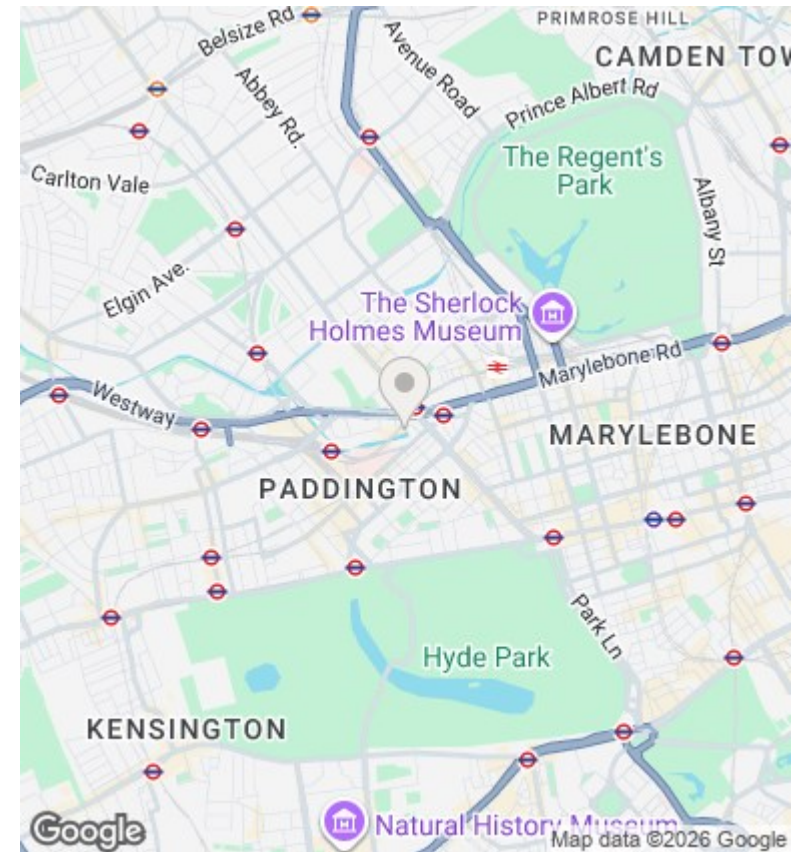 PRIMROSE HILL
Belsize Rd
Avenue Road
CAMDEN TOW
Abbey Rd.
Prince Albert Rd
The Regent's
Park
Carlton Vale
Albany St
Elgin Ave.
The Sherlock
Holmes Museum
Marylebone Rd
Westway
MARYLEBONE
PADDINGTON
Park Ln
Hyde Park
KENSINGTON
Natural History Museum
Google
Map data ©2026 Google